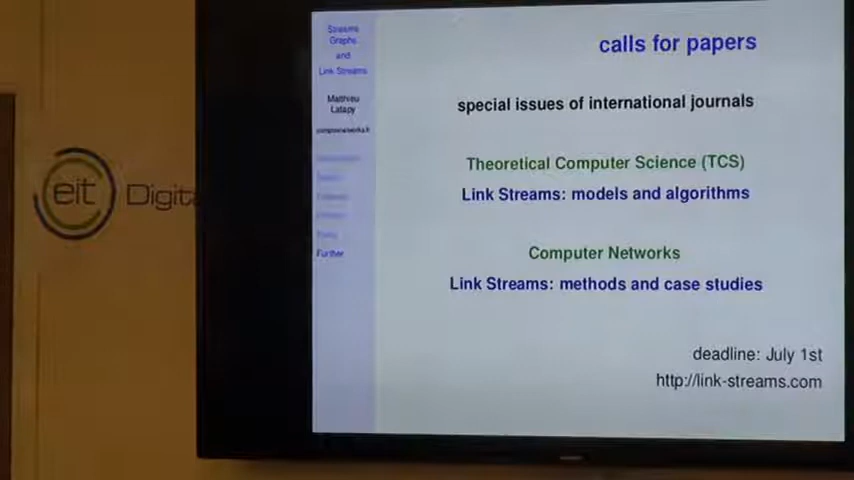 eit Digita
Streams
Graphs
and
Link Streams
Matthieu
Latapy
Further
calls for papers
special issues of international journals
Theoretical Computer Science (TCS)
Link Streams: models and algorithms
Computer Networks
Link Streams: methods and case studies
deadline: July 1st
http://link-streams.com